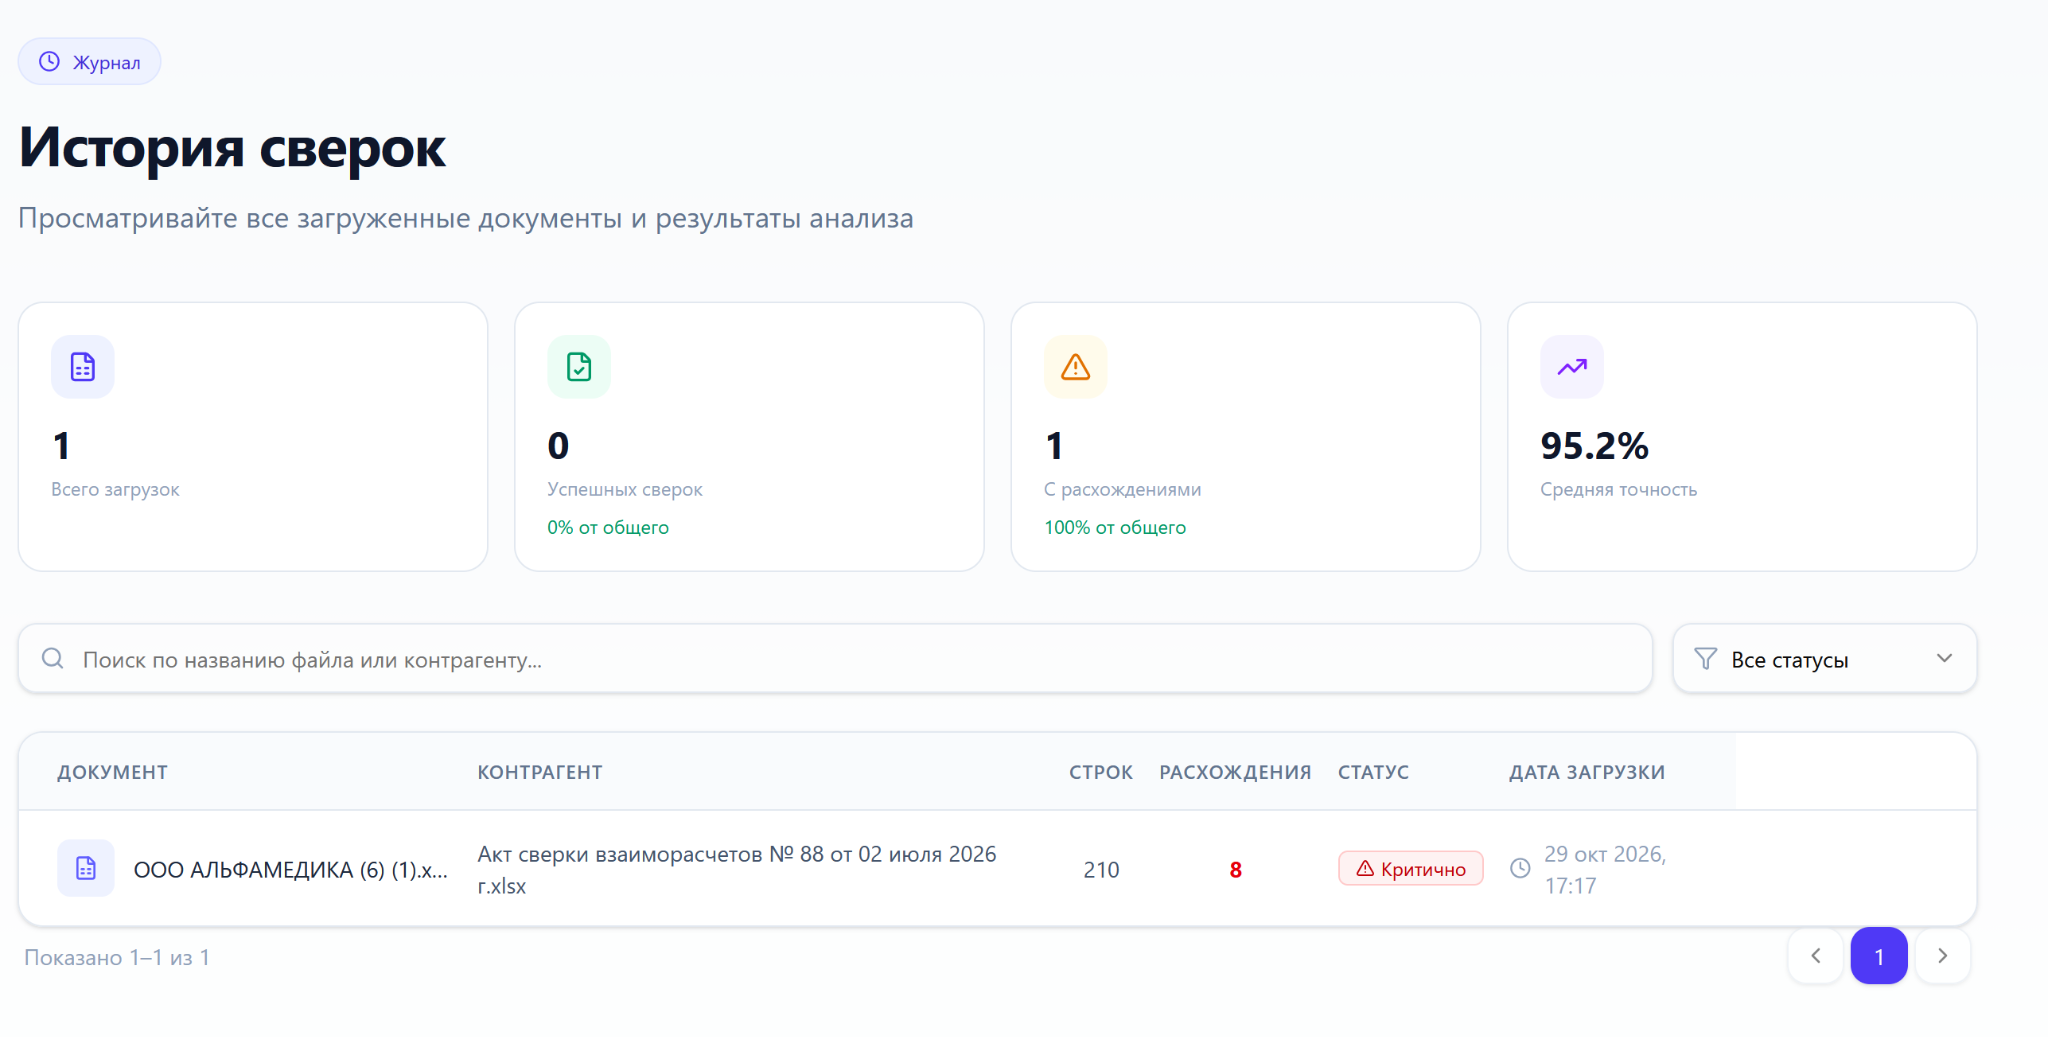 Журнал
История сверок
Просматривайте все загруженные документы и результаты анализа
1
Всего загрузок
0
Успешных сверок
0% от общего
1
С расхождениями
100% от общего
95.2%
Средняя точность
Поиск по названию файла или контрагенту...
Все статусы
ДОКУМЕНТ КОНТРАГЕНТ СТРОК РАСХОЖДЕНИЯ СТАТУС ДАТА ЗАГРУЗКИ
ООО АЛЬФАМЕДИКА (6) (1).х...
Акт сверки взаиморасчетов № 88 от 02 июля 2026
г.xlsx
210
8
Критично
29 окт 2026,
17:17
Показано 1–1 из 1
1